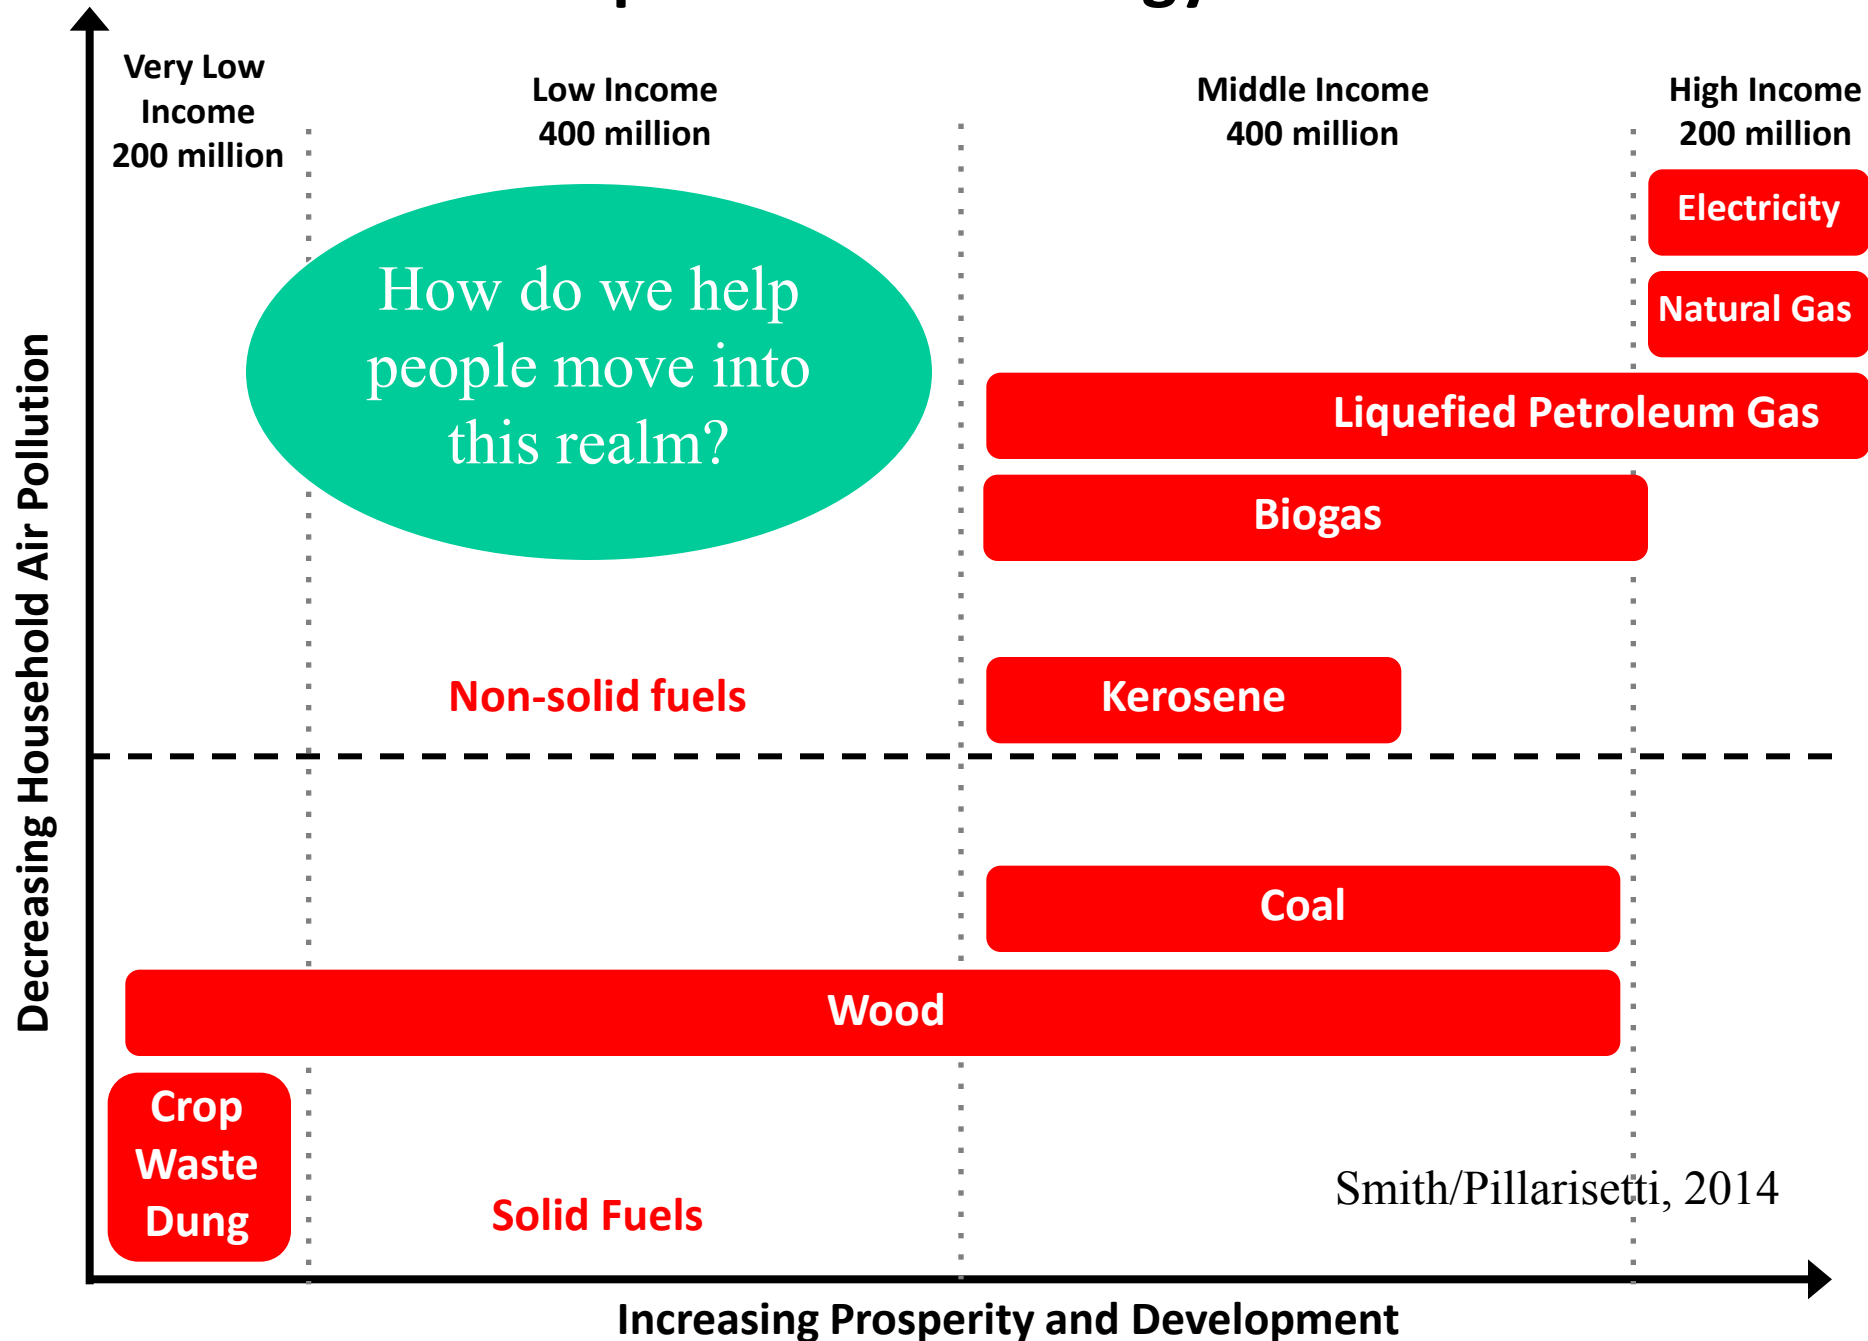 Very Low
Income
200 million
Low Income
400 million
Middle Income
400 million
High Income
200 million
Electricity
Natural Gas
How do we help
people move into
this realm?
Liquefied Petroleum Gas
Biogas
Non-solid fuels
Kerosene
Decreasing Household Air Pollution
Coal
Wood
Crop
Waste
Dung
Solid Fuels
Smith/Pillarisetti, 2014
Increasing Prosperity and Development